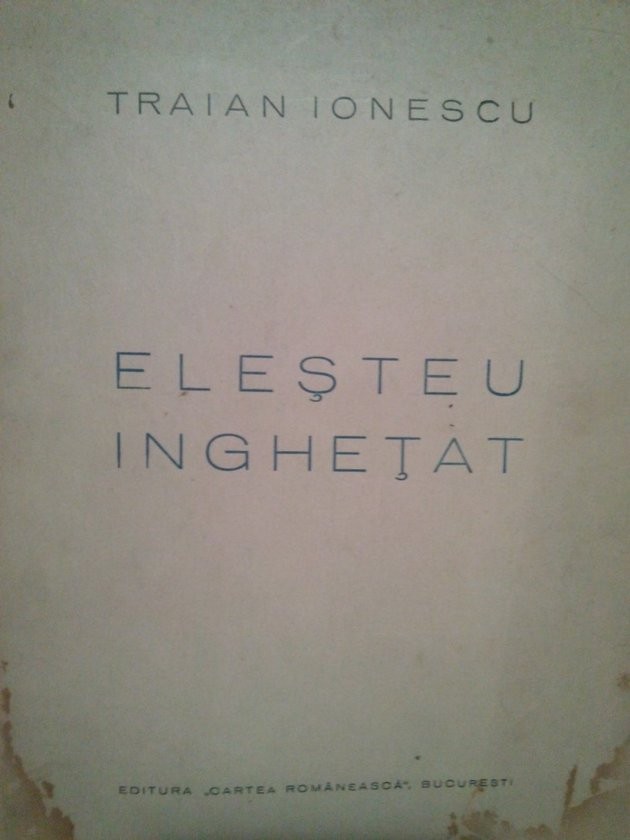 TRAIAN IONESCU
ELEŞTEU
INGHEŢAT
EDITURA „CARTEA ROMÂNEASCĂ“, BUCUREŞTI